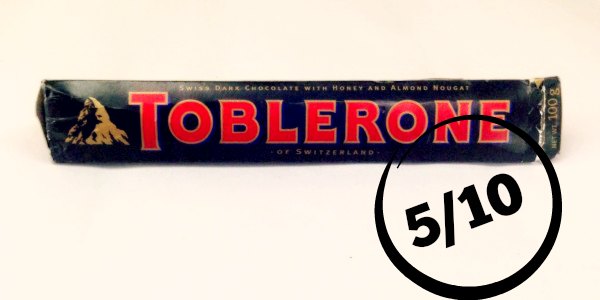 Swiss Dark Chocolate with Honey and Almond Nougat
TOBLERONE
· OF SWITZERLAND ·
NET WT. 100 g
5/10